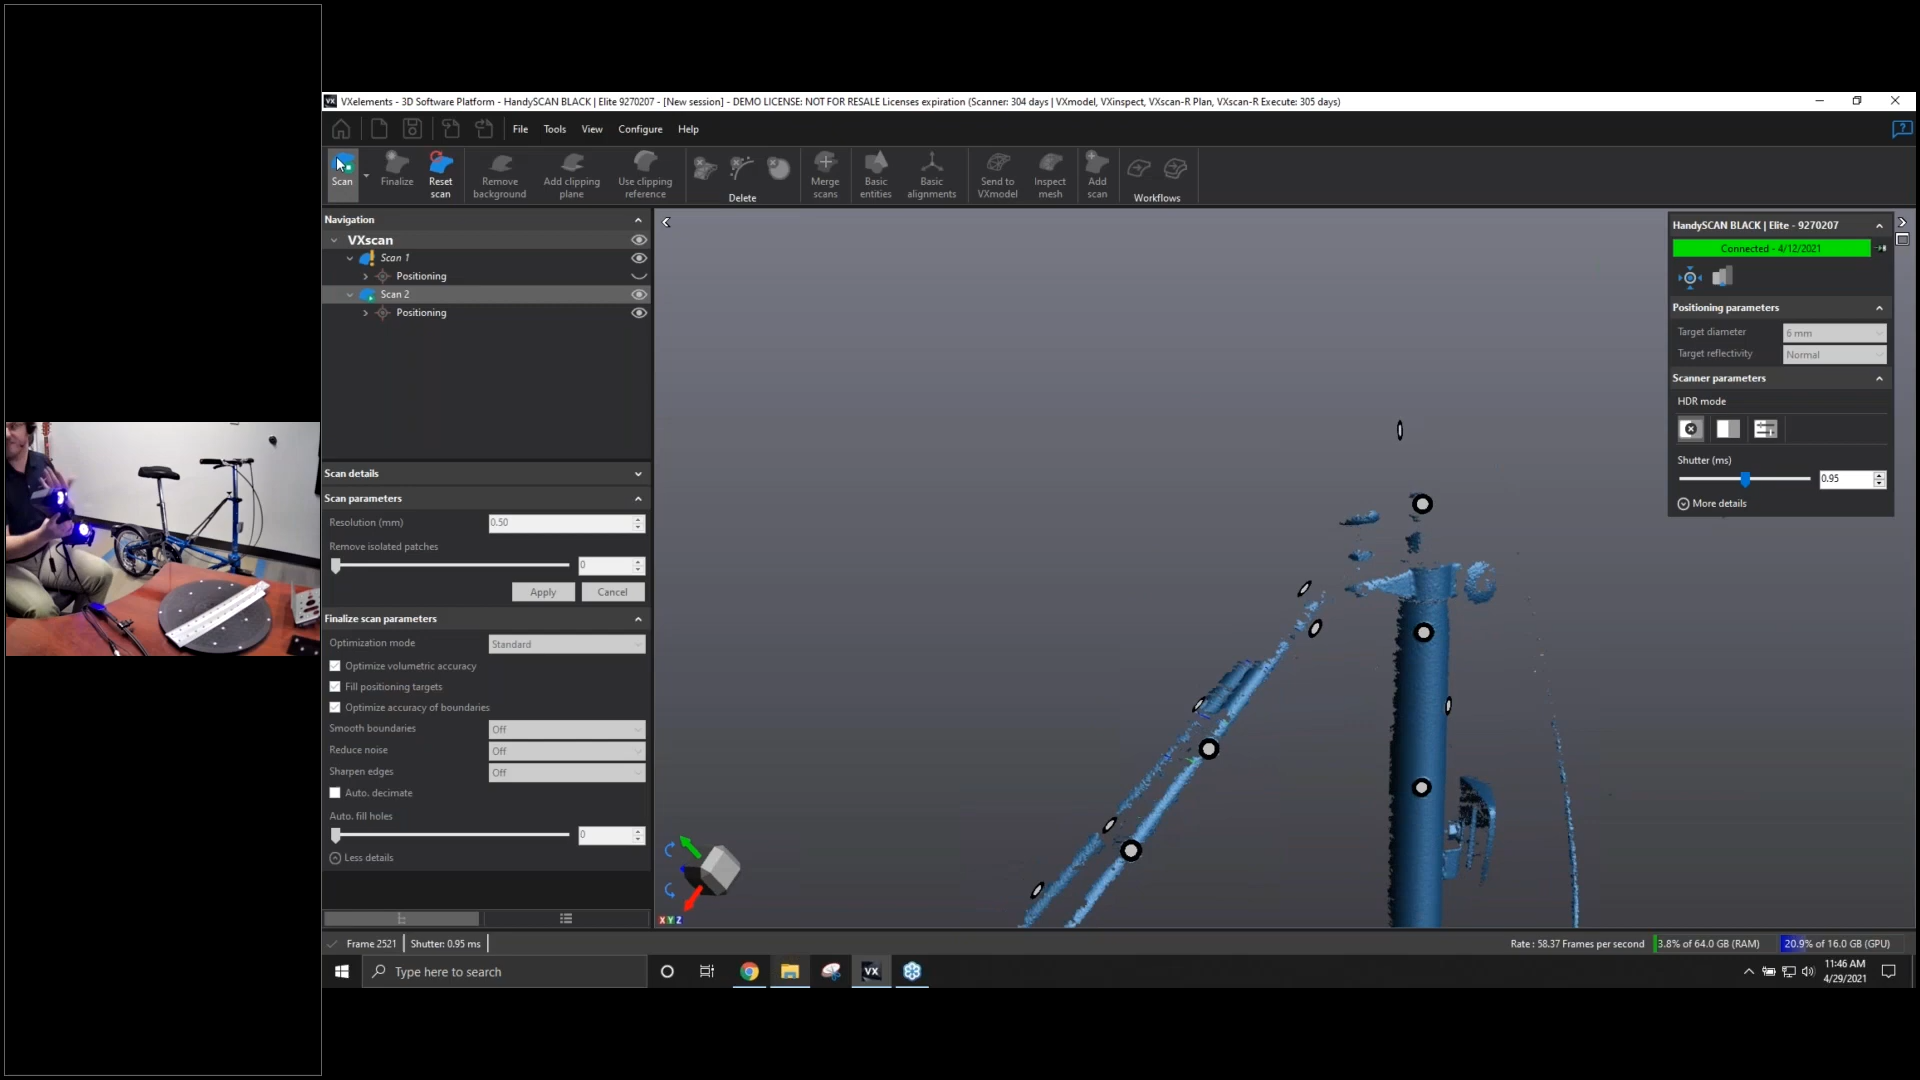 VX VXelements - 3D Software Platform - HandySCAN BLACK | Elite 9270207 - [New session] - DEMO LICENSE: NOT FOR RESALE Licenses expiration (Scanner: 304 days | VXmodel, VXinspect, VXscan-R Plan, VXscan-R Execute: 305 days)
File Tools View Configure Help
Scan Finalize Reset scan Remove background Add clipping plane Use clipping reference Delete Merge scans Basic entities Basic alignments Send to VXmodel Inspect mesh Add scan Workflows
Navigation
VXscan
Scan 1
Positioning
Scan 2
Positioning
Scan details
Scan parameters
Resolution (mm) 0.50
Remove isolated patches
0
Apply Cancel
Finalize scan parameters
Optimization mode Standard
Optimize volumetric accuracy
Fill positioning targets
Optimize accuracy of boundaries
Smooth boundaries Off
Reduce noise Off
Sharpen edges Off
Auto. decimate
Auto. fill holes
0
Less details
HandySCAN BLACK | Elite - 9270207
Connected - 4/12/2021
Positioning parameters
Target diameter 6 mm
Target reflectivity Normal
Scanner parameters
HDR mode
Shutter (ms)
0.95
More details
X Y Z
Frame 2521 Shutter: 0.95 ms Rate : 58.37 Frames per second 3.8% of 64.0 GB (RAM) 20.9% of 16.0 GB (GPU)
Type here to search VX 11:46 AM
4/29/2021